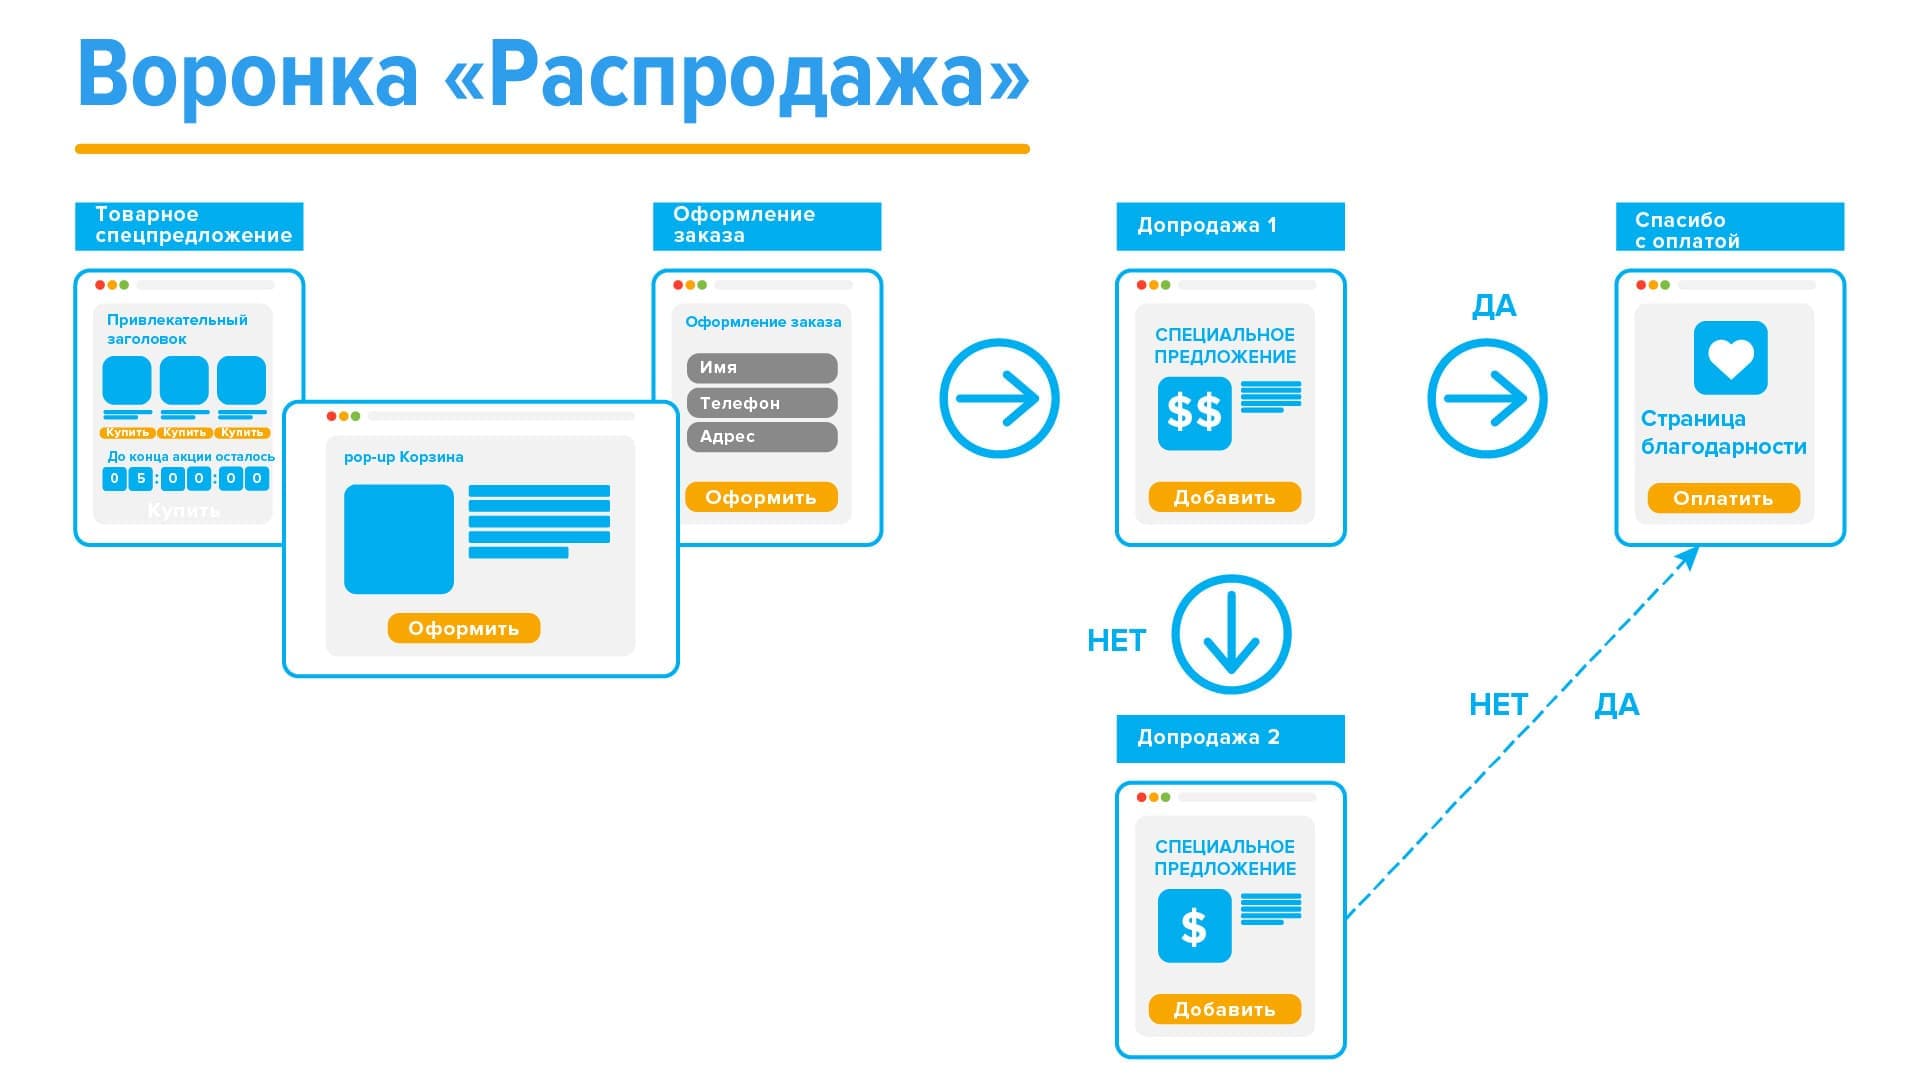 Воронка «Распродажа»
Товарное
спецпредложение
Привлекательный
заголовок
Купить Купить Купить
До конца акции осталось
0 5 : 0 0 : 0 0
Купить
pop-up Корзина
Оформить
Оформление
заказа
Оформление заказа
Имя
Телефон
Адрес
Оформить
Допродажа 1
СПЕЦИАЛЬНОЕ
ПРЕДЛОЖЕНИЕ
$$
Добавить
ДА
Спасибо
с оплатой
Страница
благодарности
Оплатить
НЕТ
НЕТ ДА
Допродажа 2
СПЕЦИАЛЬНОЕ
ПРЕДЛОЖЕНИЕ
$
Добавить